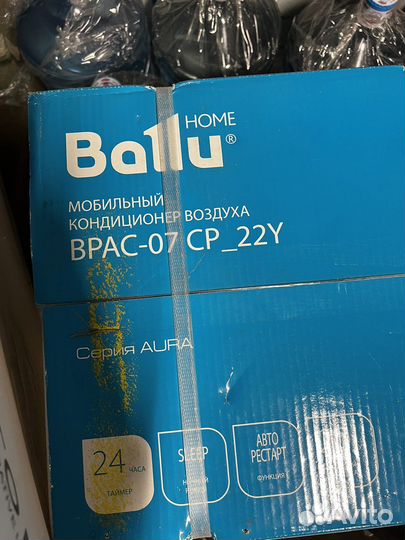 Ballu®
HOME
МОБИЛЬНЫЙ
КОНДИЦИОНЕР ВОЗДУХА
BPAC-07 CP_22Y
Серия AURA
24 ЧАСА
ТАЙМЕР
SLEEP
АВТО
РЕСТАРТ
ФУНКЦИЯ
Avito